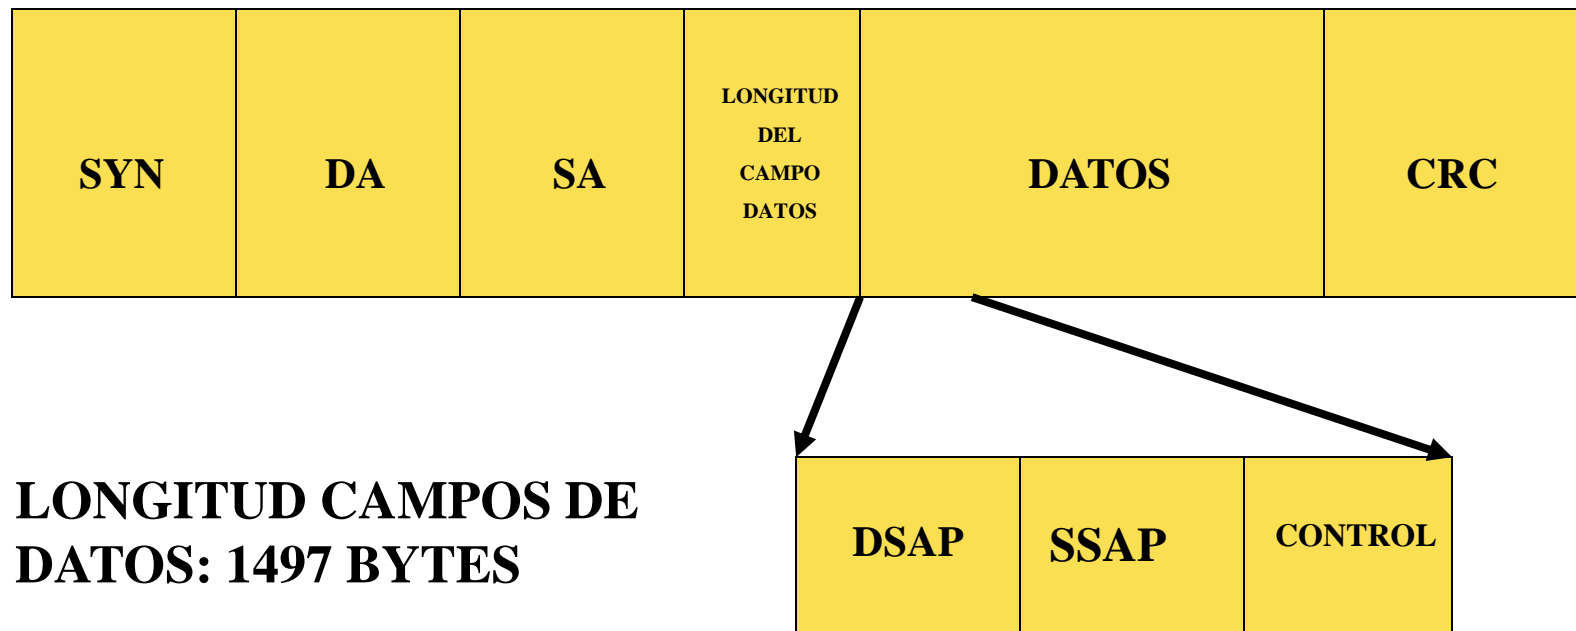 SYN
DA
SA
LONGITUD
DEL
CAMPO
DATOS
DATOS
CRC
LONGITUD CAMPOS DE
DATOS: 1497 BYTES
DSAP
SSAP
CONTROL